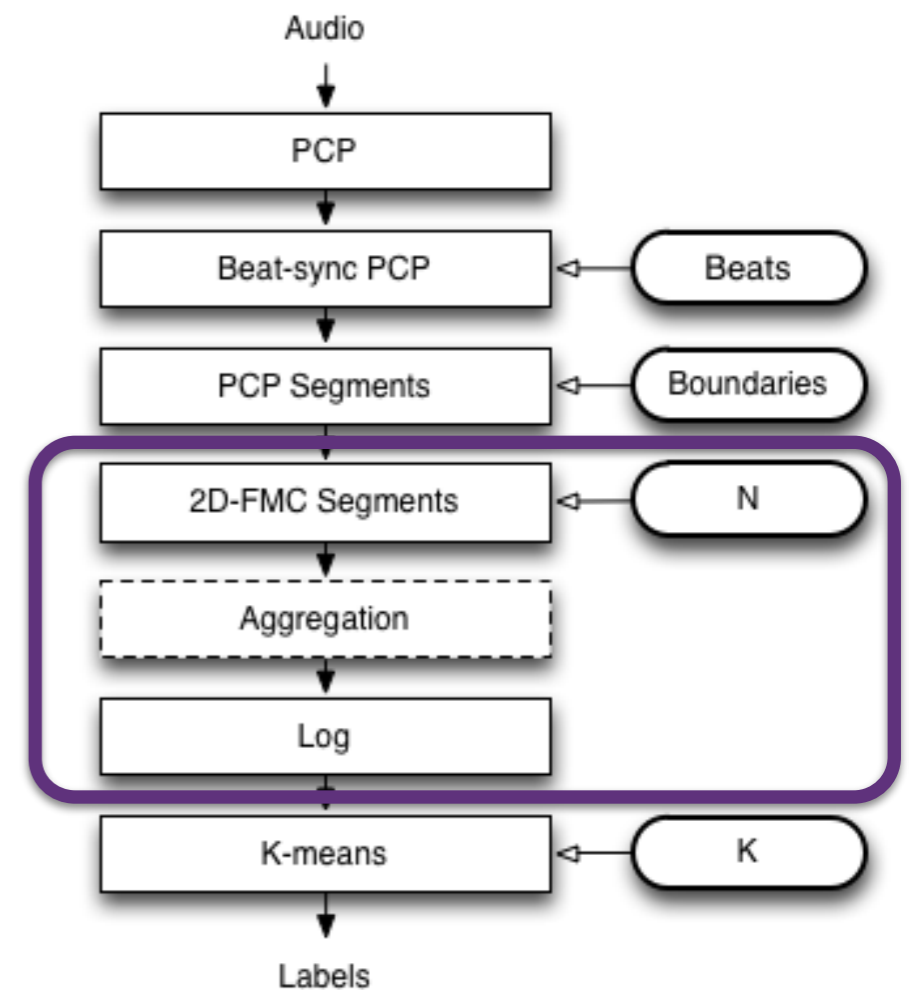 Audio
PCP
Beat-sync PCP
Beats
PCP Segments
Boundaries
2D-FMC Segments
N
Aggregation
Log
K-means
K
Labels